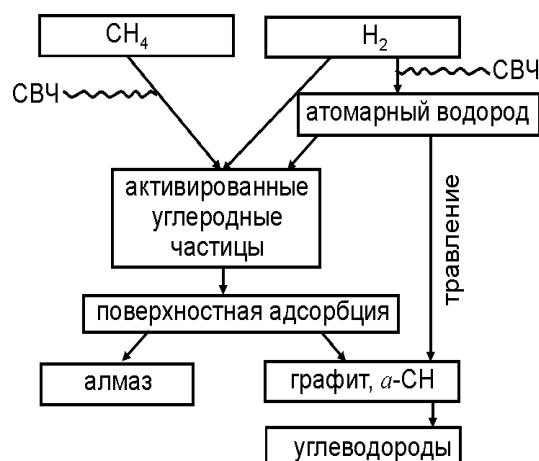 CH₄
H₂
СВЧ
СВЧ
атомарный водород
активированные
углеродные
частицы
травление
поверхностная адсорбция
алмаз
графит, a-CH
углеводороды